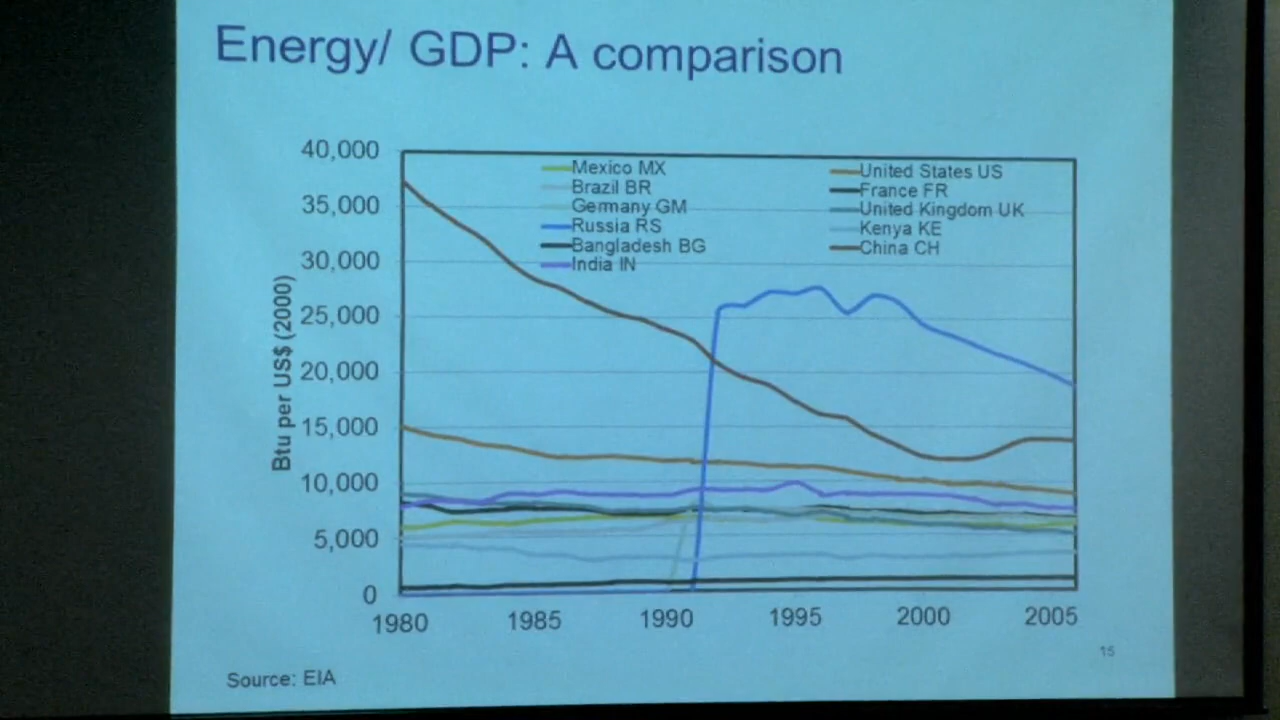 Energy/ GDP: A comparison
40,000
35,000
30,000
25,000
20,000
15,000
10,000
5,000
0
Btu per US$ (2000)
Mexico MX
United States US
Brazil BR
France FR
Germany GM
United Kingdom UK
Russia RS
Kenya KE
Bangladesh BG
China CH
India IN
1980 1985 1990 1995 2000 2005
15
Source: EIA